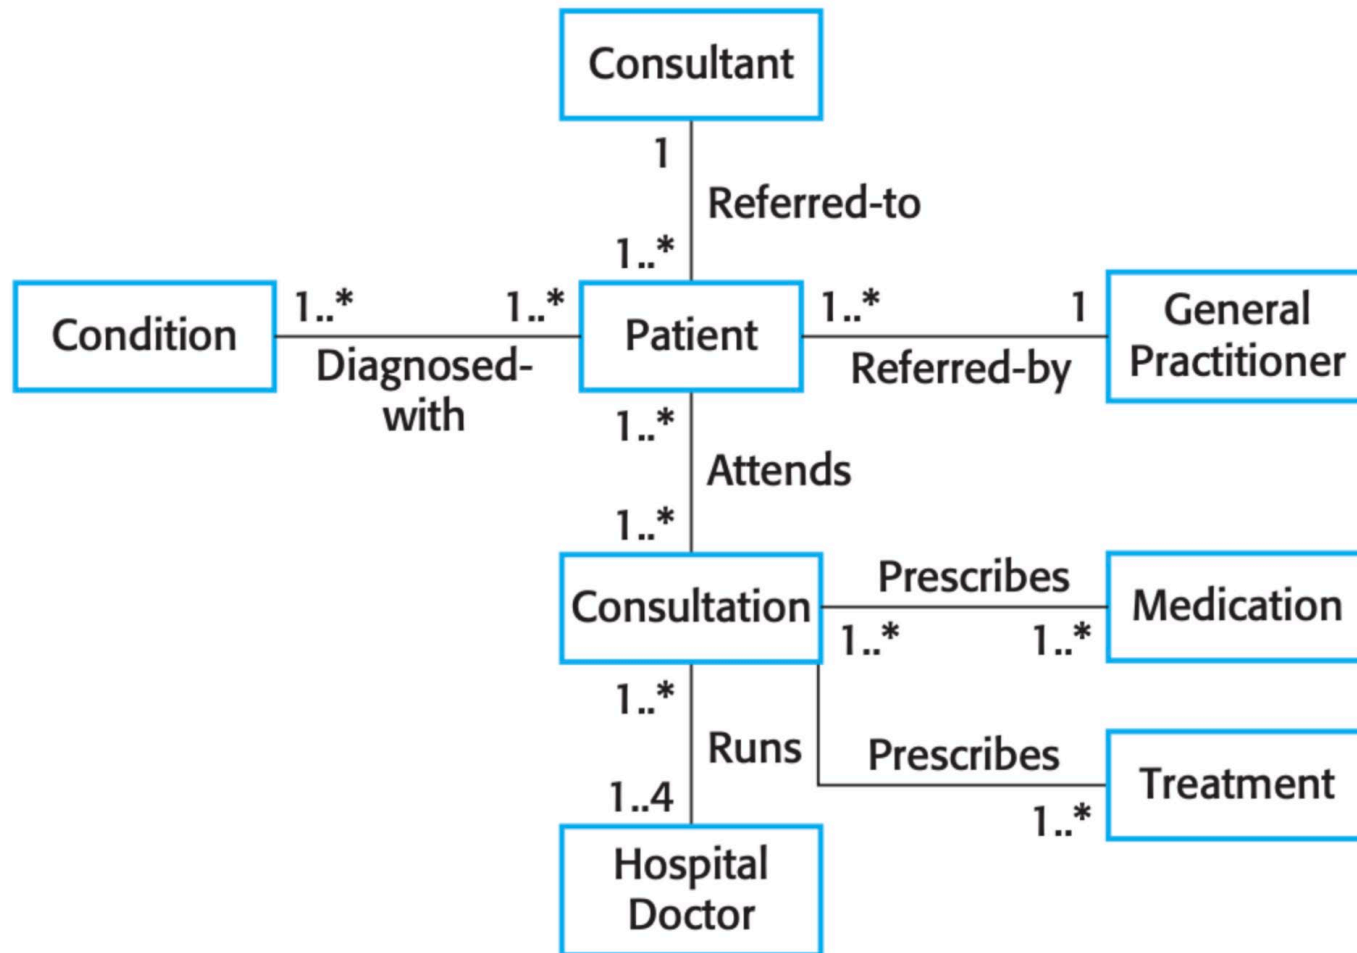 Consultant
1
Referred-to
1..*
Condition
1..*
1..*
Diagnosed-
with
Patient
1..*
1
Referred-by
General
Practitioner
1..*
Attends
1..*
Consultation
Prescribes
1..*
1..*
Medication
1..*
Runs
1..4
Prescribes
1..*
Treatment
Hospital
Doctor